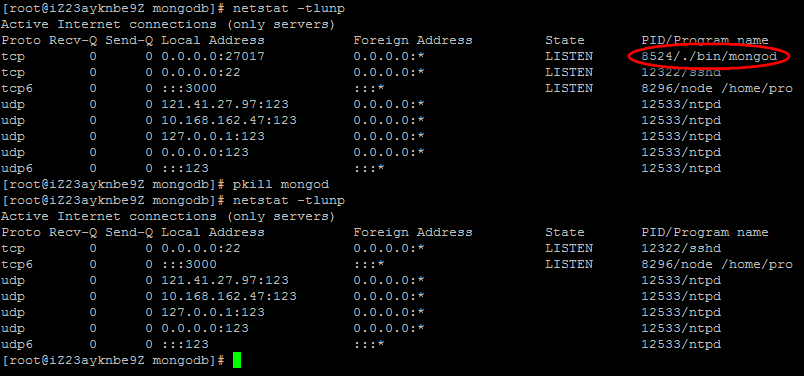 [root@iZ23ayknbe9Z mongodb]# netstat -tlunp
Active Internet connections (only servers)
Proto Recv-Q Send-Q Local Address Foreign Address State PID/Program name
tcp 0 0 0.0.0.0:27017 0.0.0.0:* LISTEN 8524/./bin/mongod
tcp 0 0 0.0.0.0:22 0.0.0.0:* LISTEN 12322/sshd
tcp6 0 0 :::3000 :::* LISTEN 8296/node /home/pro
udp 0 0 121.41.27.97:123 0.0.0.0:* 12533/ntpd
udp 0 0 10.168.162.47:123 0.0.0.0:* 12533/ntpd
udp 0 0 127.0.0.1:123 0.0.0.0:* 12533/ntpd
udp 0 0 0.0.0.0:123 0.0.0.0:* 12533/ntpd
udp6 0 0 :::123 :::* 12533/ntpd
[root@iZ23ayknbe9Z mongodb]# pkill mongod
[root@iZ23ayknbe9Z mongodb]# netstat -tlunp
Active Internet connections (only servers)
Proto Recv-Q Send-Q Local Address Foreign Address State PID/Program name
tcp 0 0 0.0.0.0:22 0.0.0.0:* LISTEN 12322/sshd
tcp6 0 0 :::3000 :::* LISTEN 8296/node /home/pro
udp 0 0 121.41.27.97:123 0.0.0.0:* 12533/ntpd
udp 0 0 10.168.162.47:123 0.0.0.0:* 12533/ntpd
udp 0 0 127.0.0.1:123 0.0.0.0:* 12533/ntpd
udp 0 0 0.0.0.0:123 0.0.0.0:* 12533/ntpd
udp6 0 0 :::123 :::* 12533/ntpd
[root@iZ23ayknbe9Z mongodb]#